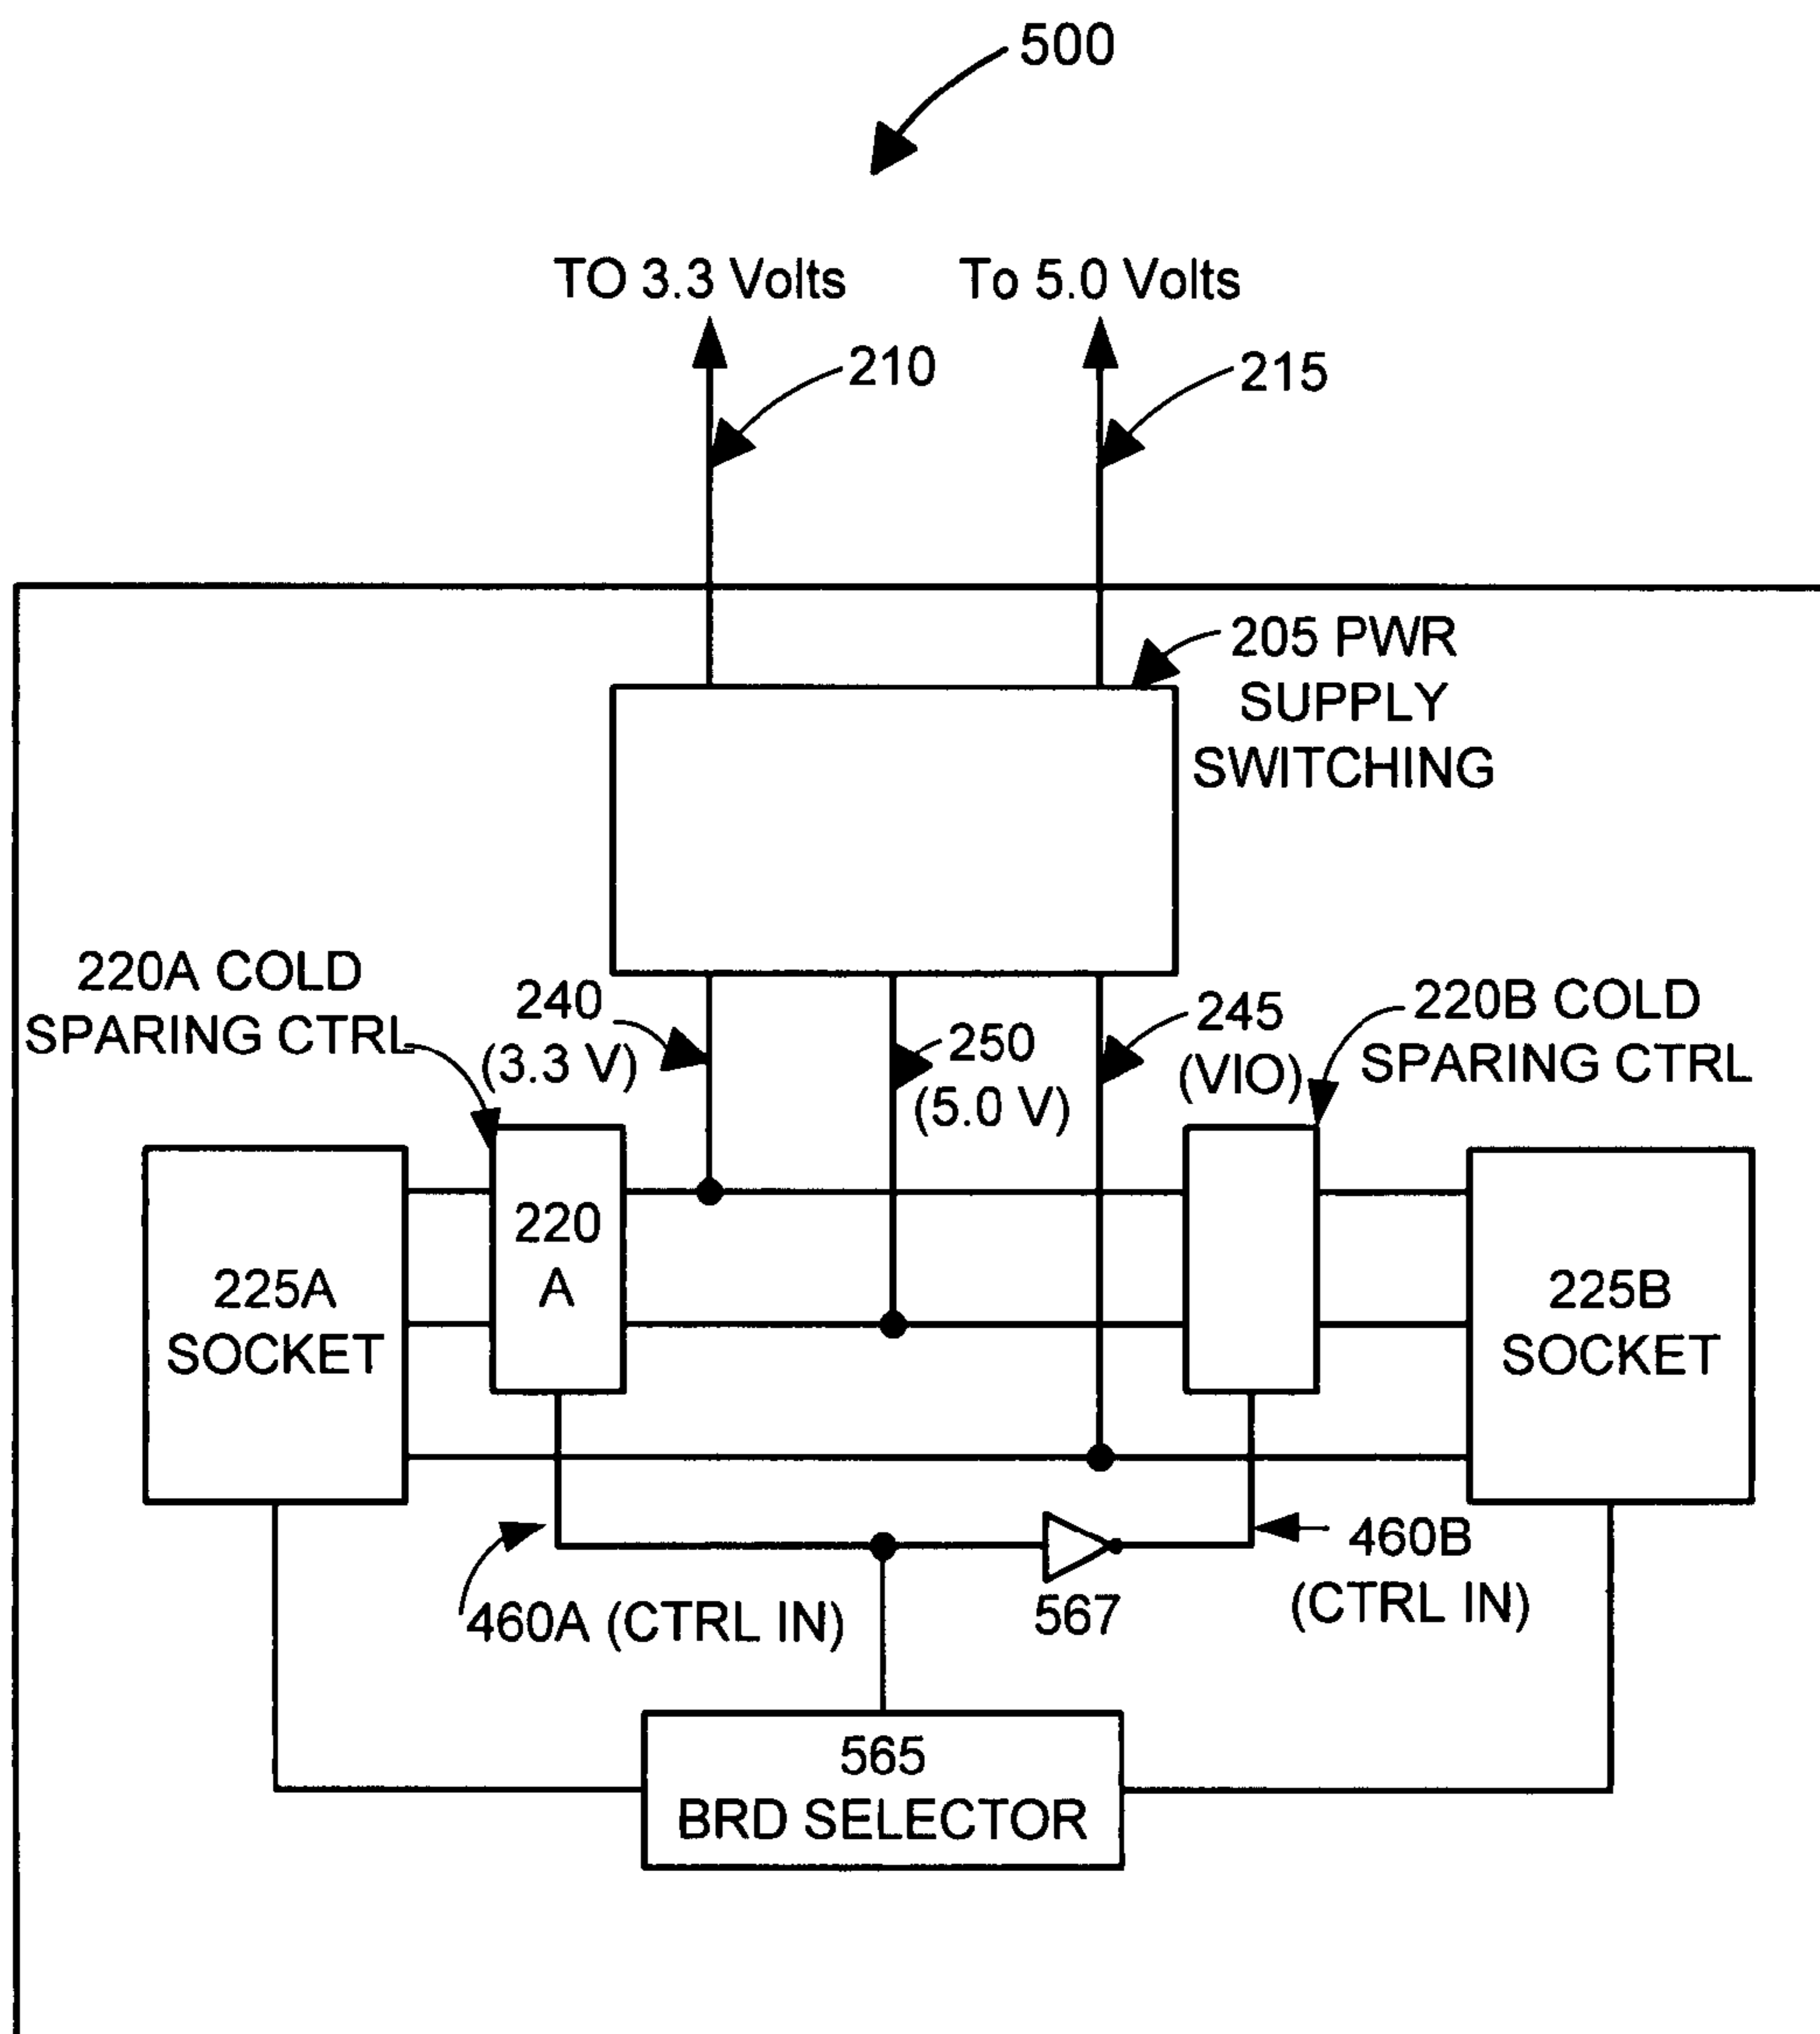 500
TO 3.3 Volts
To 5.0 Volts
210
215
205 PWR
SUPPLY
SWITCHING
220A COLD
SPARING CTRL
240
(3.3 V)
250
(5.0 V)
245
(VIO)
220B COLD
SPARING CTRL
220
A
225A
SOCKET
225B
SOCKET
460A (CTRL IN)
567
460B
(CTRL IN)
565
BRD SELECTOR